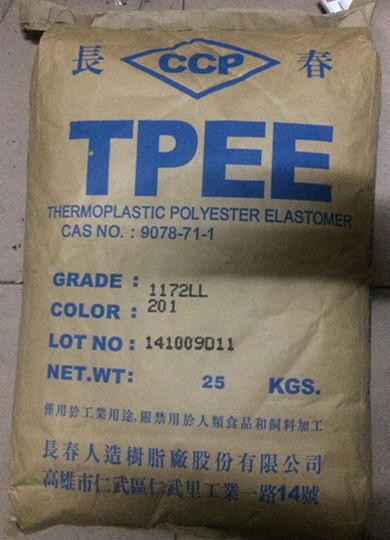 長 CCP 春
TPEE
THERMOPLASTIC POLYESTER ELASTOMER
CAS NO. : 9078-71-1
GRADE : 1172LL
COLOR : 201
LOT NO : 141009D11
NET.WT: 25 KGS.
僅用於工業用途,嚴禁用於人類食品和飼料加工
長春人造樹脂廠股份有限公司
高雄市仁武區仁武里工業一路14號